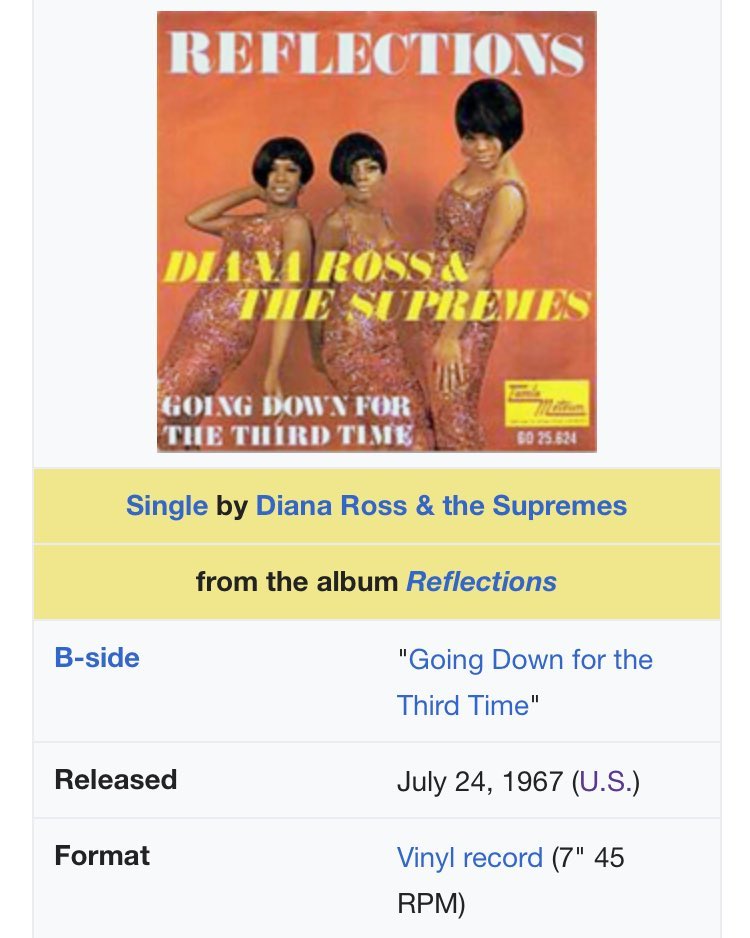 REFLECTIONS
DIANA ROSS &
THE SUPREMES
GOING DOWN FOR
THE THIRD TIME
Tamla
Motown
GO 25.624
Single by Diana Ross & the Supremes
from the album Reflections
B-side
"Going Down for the
Third Time"
Released
July 24, 1967 (U.S.)
Format
Vinyl record (7" 45
RPM)